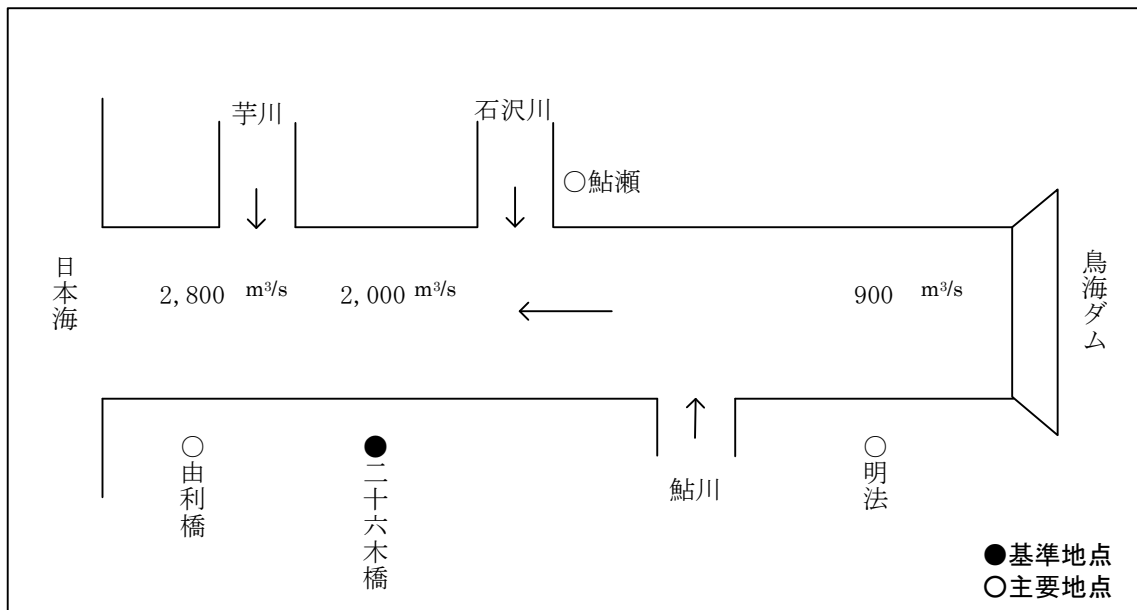 芋川
石沢川
○鮎瀬
日本海
2,800 m³/s
2,000 m³/s
900 m³/s
鳥海ダム
○由利橋
●二十六木橋
鮎川
○明法
●基準地点
○主要地点